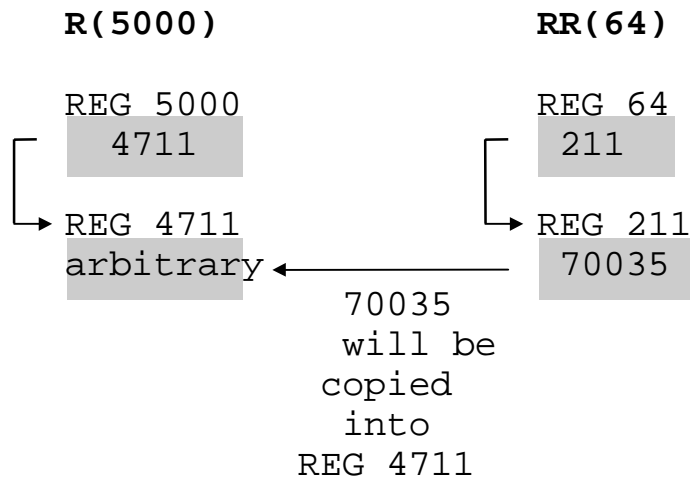 R(5000) RR(64)
REG 5000 REG 64
4711 211
REG 4711 REG 211
arbitrary 70035
70035
will be
copied
into
REG 4711